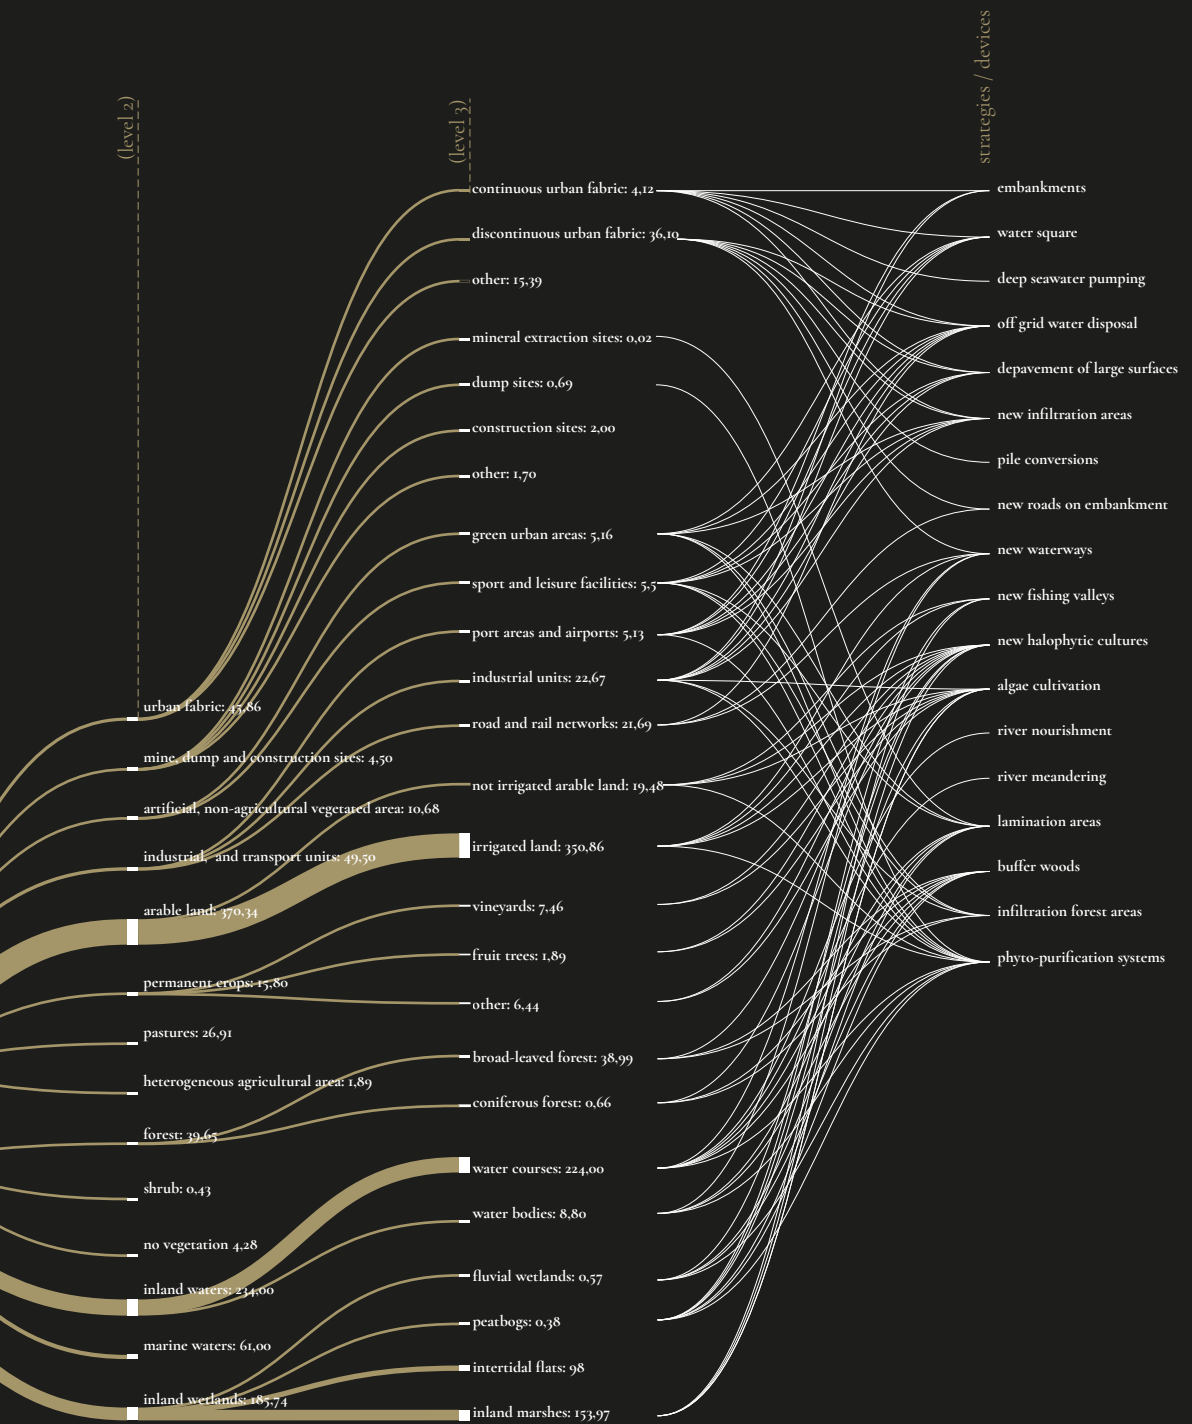 (level 2)
(level 3)
strategies / devices
urban fabric: 45,86
mine, dump and construction sites: 4,50
artificial, non-agricultural vegetated area: 10,68
industrial, and transport units: 49,50
arable land: 370,34
permanent crops: 15,80
pastures: 26,91
heterogeneous agricultural area: 1,89
forest: 39,65
shrub: 0,43
no vegetation 4,28
inland waters: 234,00
marine waters: 61,00
inland wetlands: 185,74
continuous urban fabric: 4,12
discontinuous urban fabric: 36,10
other: 15,39
mineral extraction sites: 0,02
dump sites: 0,69
construction sites: 2,00
other: 1,70
green urban areas: 5,16
sport and leisure facilities: 5,5
port areas and airports: 5,13
industrial units: 22,67
road and rail networks: 21,69
not irrigated arable land: 19,48
irrigated land: 350,86
vineyards: 7,46
fruit trees: 1,89
other: 6,44
broad-leaved forest: 38,99
coniferous forest: 0,66
water courses: 224,00
water bodies: 8,80
fluvial wetlands: 0,57
peatbogs: 0,38
intertidal flats: 98
inland marshes: 153,97
embankments
water square
deep seawater pumping
off grid water disposal
depavement of large surfaces
new infiltration areas
pile conversions
new roads on embankment
new waterways
new fishing valleys
new halophytic cultures
algae cultivation
river nourishment
river meandering
lamination areas
buffer woods
infiltration forest areas
phyto-purification systems